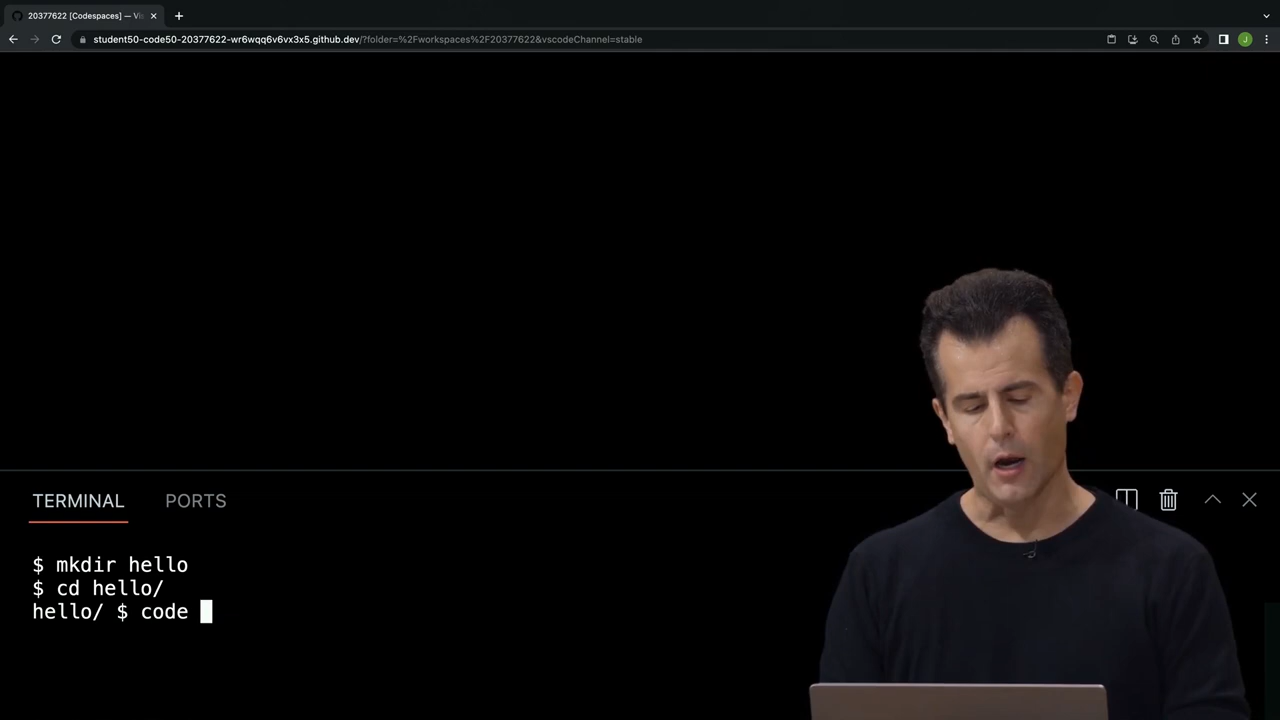 20377622 [Codespaces] — Vi
student50-code50-20377622-wr6wqq6v6vx3x5.github.dev/?folder=%2Fworkspaces%2F20377622&vscodeChannel=stable
J
TERMINAL PORTS
$ mkdir hello
$ cd hello/
hello/ $ code